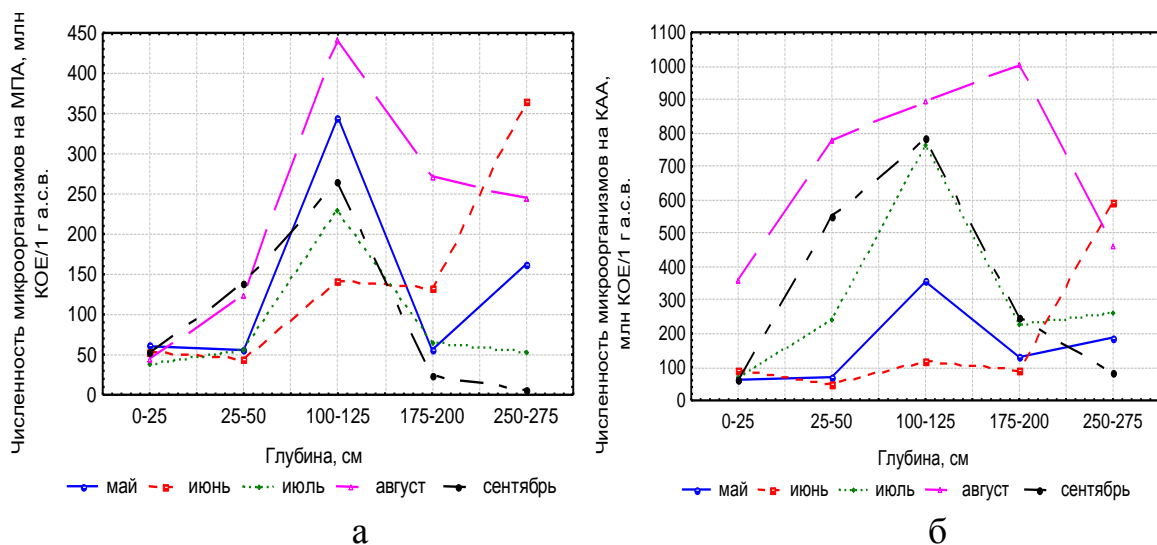 Численность микроорганизмов на МПА, млн
КОЕ/1 г а.с.в.
450
400
350
300
250
200
150
100
50
0
0-25 25-50 100-125 175-200 250-275
Глубина, см
май июнь июль август сентябрь
а
Численность микроорганизмов на КАА,
млн КОЕ/1 г а.с.в.
1100
1000
900
800
700
600
500
400
300
200
100
0
0-25 25-50 100-125 175-200 250-275
Глубина, см
май июнь июль август сентябрь
б